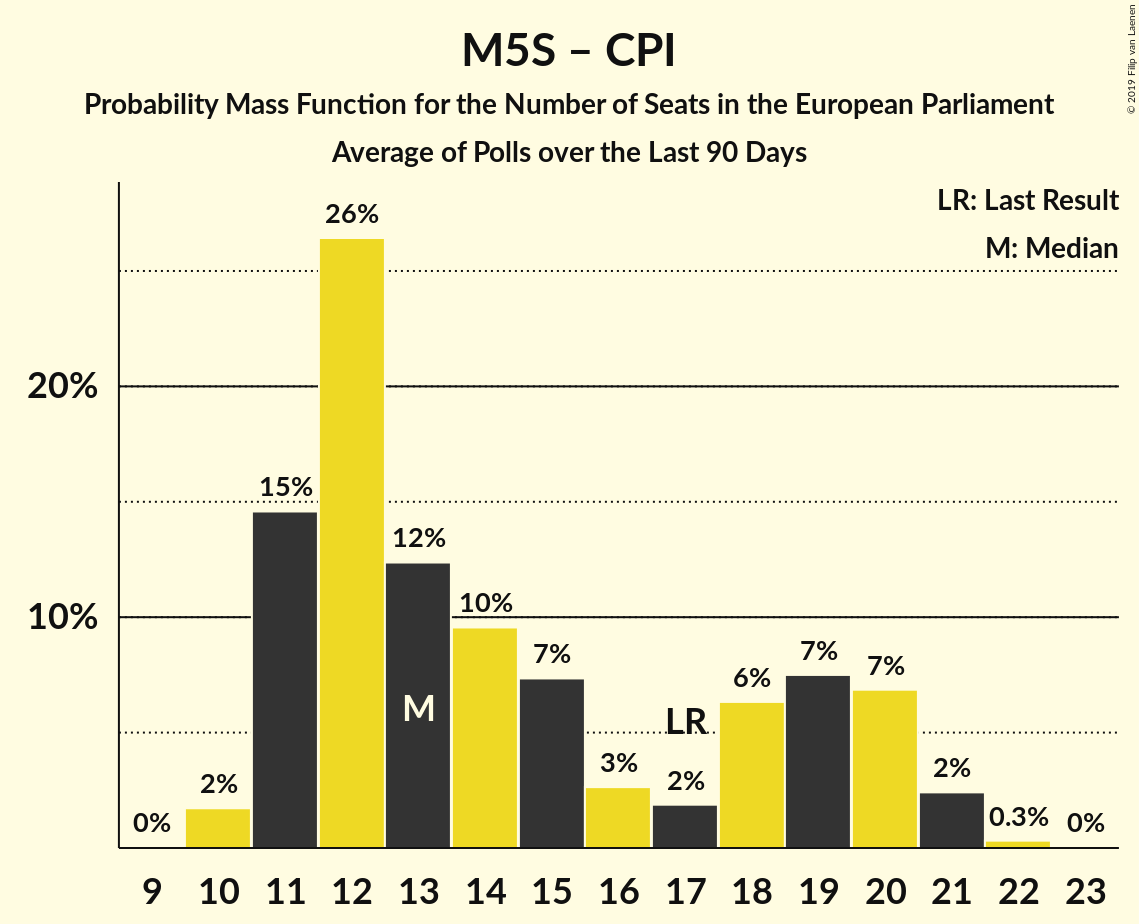 M5S – CPI
Probability Mass Function for the Number of Seats in the European Parliament
Average of Polls over the Last 90 Days
© 2019 Filip van Laenen
LR: Last Result
M: Median
26%
20%
15%
12%
10%
10%
7%
7%
7%
6%
M
LR
3%
2%
2%
2%
0%
0.3%
0%
9 10 11 12 13 14 15 16 17 18 19 20 21 22 23